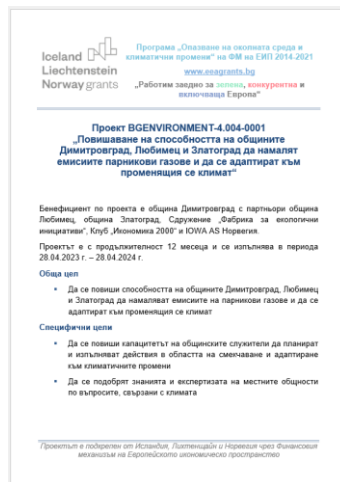 Iceland
Liechtenstein
Norway grants
Програма „Опазване на околната среда и
климатични промени“ на ФМ на ЕИП 2014-2021
www.eeagrants.bg
„Работим заедно за зелена, конкурентна и
включваща Европа“
Проект BGENVIRONMENT-4.004-0001
„Повишаване на способността на общините
Димитровград, Любимец и Златоград да намалят
емисиите парникови газове и да се адаптират към
променящия се климат“
Бенефициент по проекта е община Димитровград с партньори община
Любимец, община Златоград, Сдружение „Фабрика за екологични
инициативи“, Клуб „Икономика 2000“ и IOWA AS Норвегия.
Проектът е с продължителност 12 месеца и се изпълнява в периода
28.04.2023 г. – 28.04.2024 г.
Обща цел
▪ Да се повиши способността на общините Димитровград, Любимец
и Златоград да намаляват емисиите на парникови газове и да се
адаптират към променящия се климат
Специфични цели
▪ Да се повиши капацитетът на общинските служители да планират
и изпълняват действия в областта на смекчаване и адаптиране
към климатичните промени
▪ Да се подобрят знанията и експертизата на местните общности
по въпросите, свързани с климата
Проектът е подкрепен от Исландия, Лихтенщайн и Норвегия чрез Финансовия
механизъм на Европейското икономическо пространство